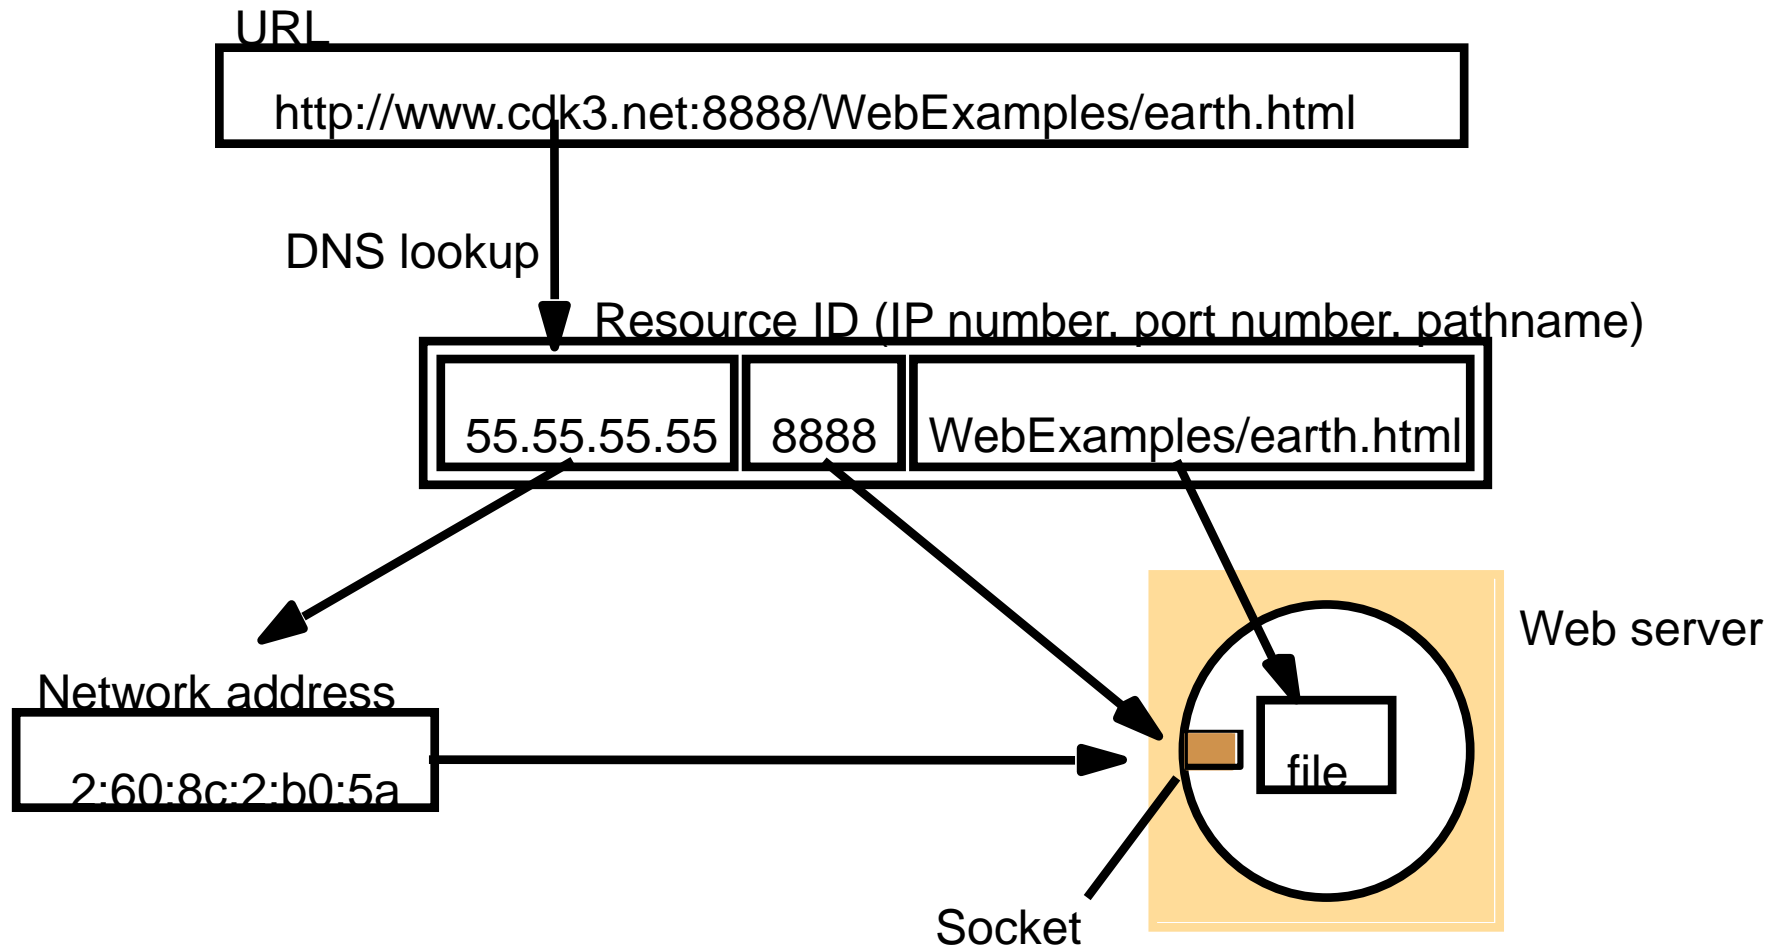 URL
http://www.cdk3.net:8888/WebExamples/earth.html
DNS lookup
Resource ID (IP number, port number, pathname)
55.55.55.55
8888
WebExamples/earth.html
Web server
Network address
2:60:8c:2:b0:5a
file
Socket